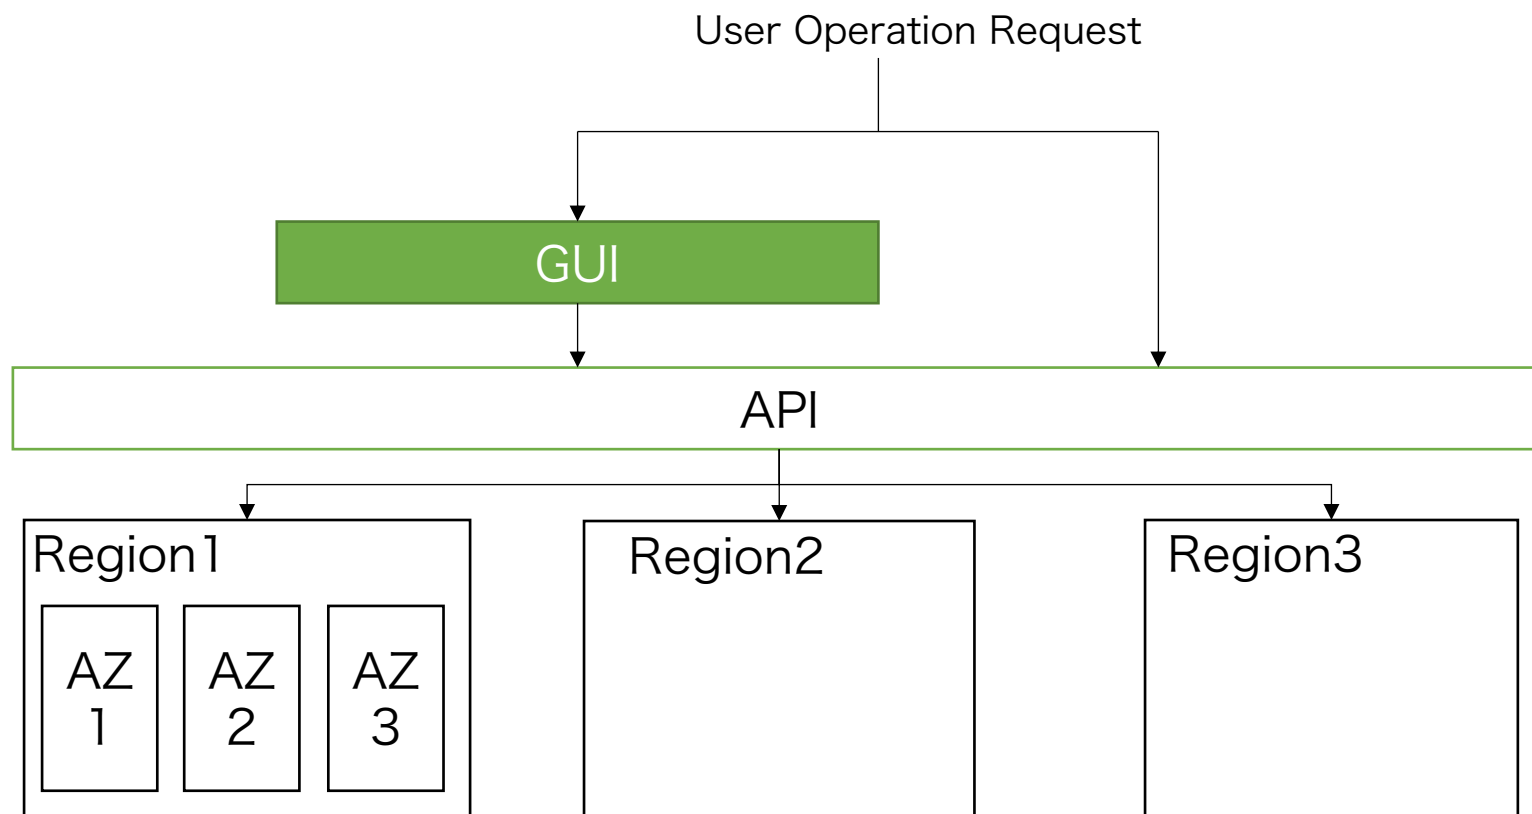 User Operation Request
GUI
API
Region1
Region2
Region3
AZ
1
AZ
2
AZ
3